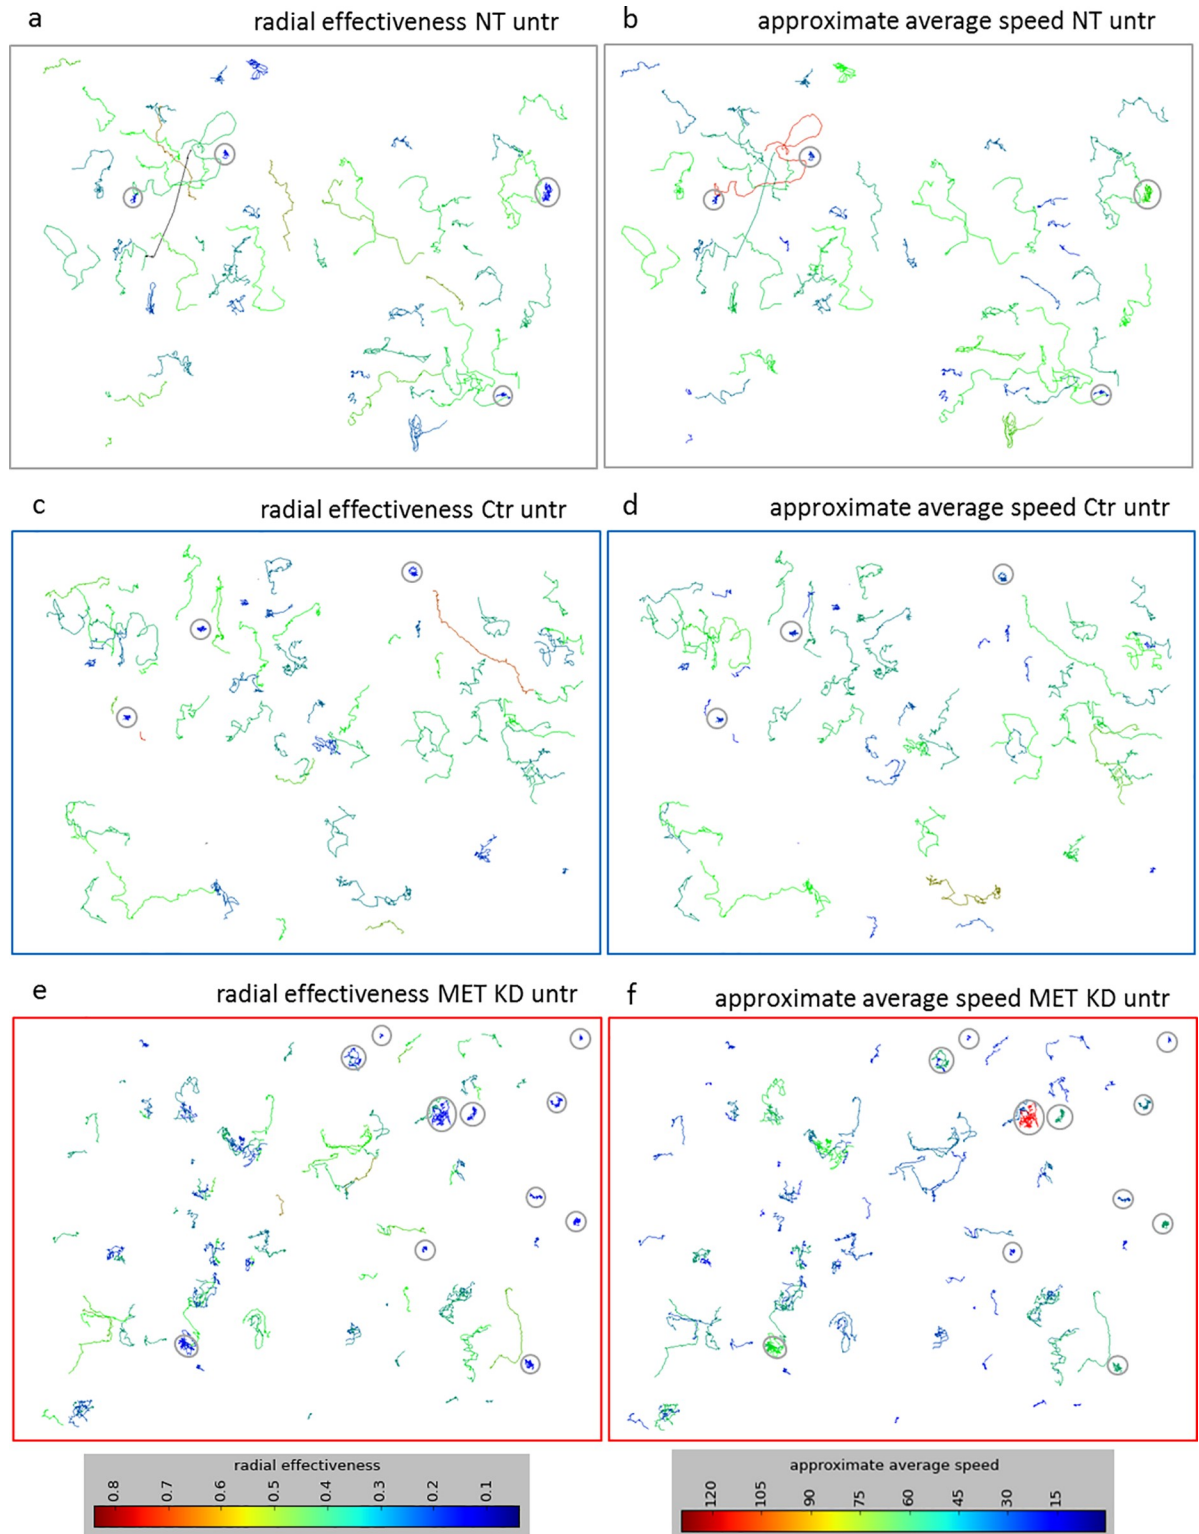 a
radial effectiveness NT untr
b
approximate average speed NT untr
c
radial effectiveness Ctr untr
d
approximate average speed Ctr untr
e
radial effectiveness MET KD untr
f
approximate average speed MET KD untr
radial effectiveness
0.8 0.7 0.6 0.5 0.4 0.3 0.2 0.1
approximate average speed
120 105 90 75 60 45 30 15